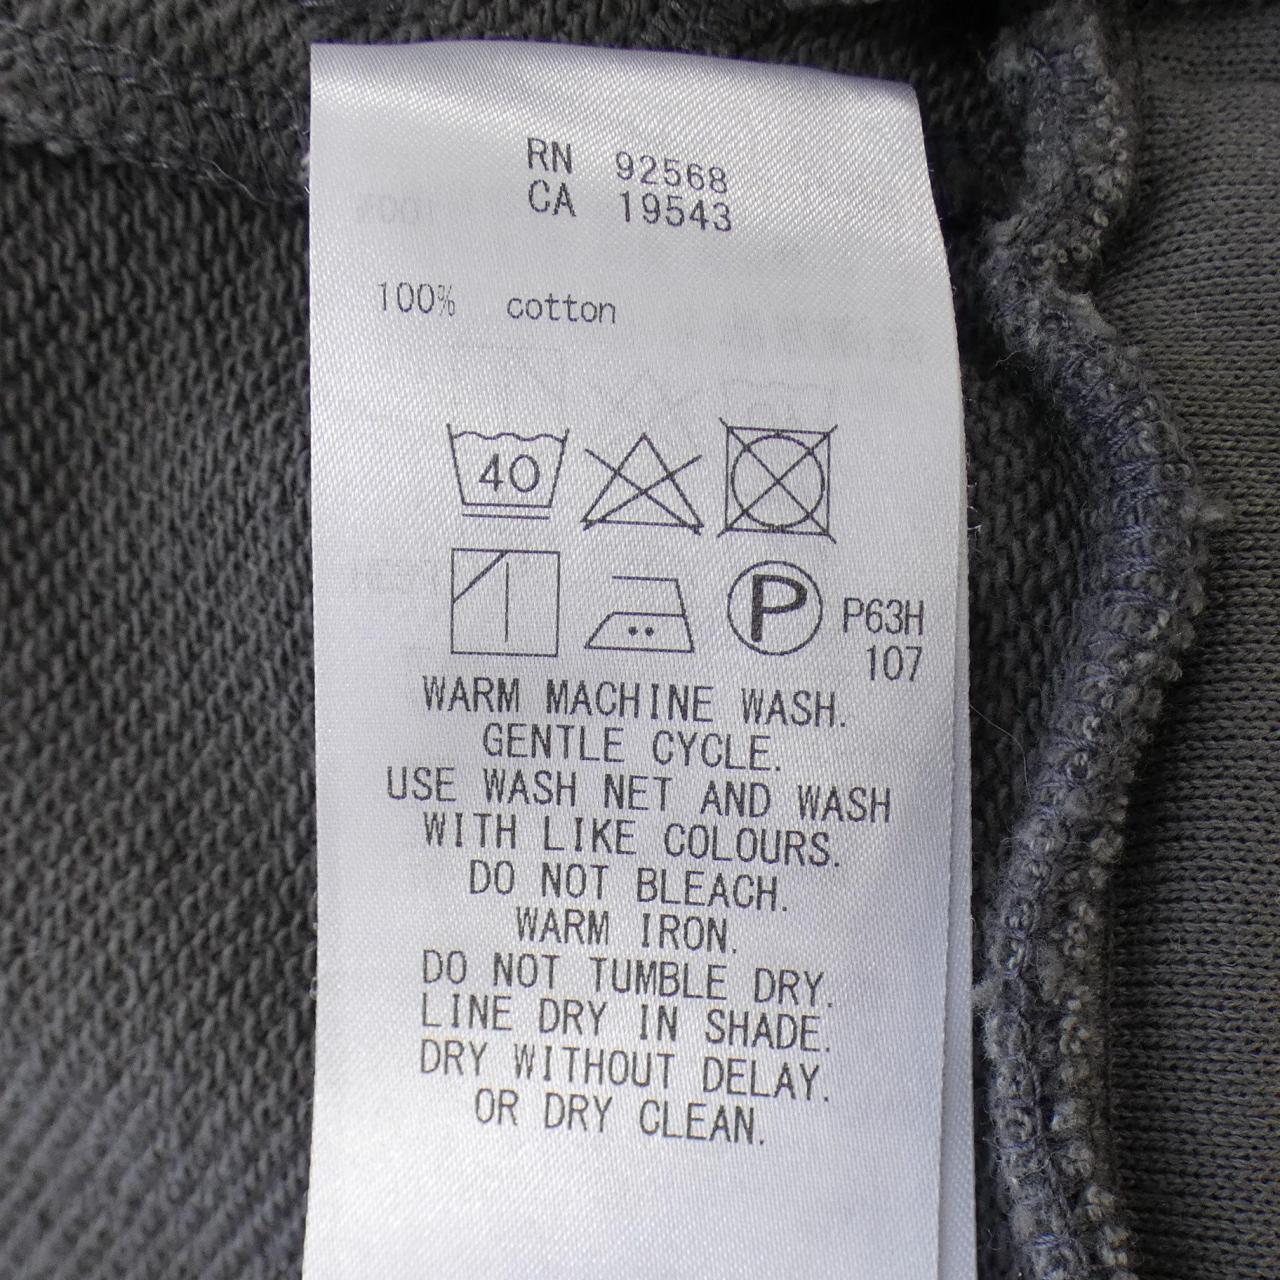 RN 92568
CA 19543
100% cotton
40
P P63H
107
WARM MACHINE WASH.
GENTLE CYCLE.
USE WASH NET AND WASH
WITH LIKE COLOURS.
DO NOT BLEACH.
WARM IRON.
DO NOT TUMBLE DRY.
LINE DRY IN SHADE.
DRY WITHOUT DELAY.
OR DRY CLEAN.